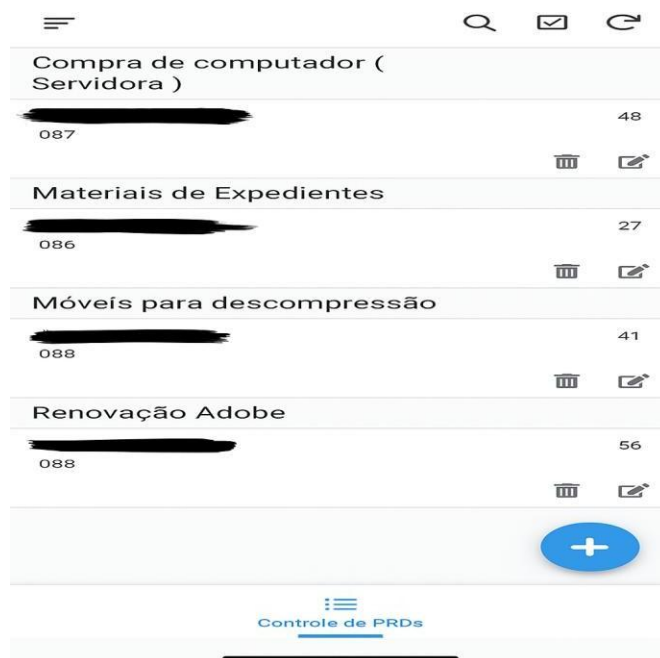 Compra de computador (
Servidora )
48
087
Materiais de Expedientes
27
086
Móveís para descompressão
41
088
Renovação Adobe
56
088
Controle de PRDs